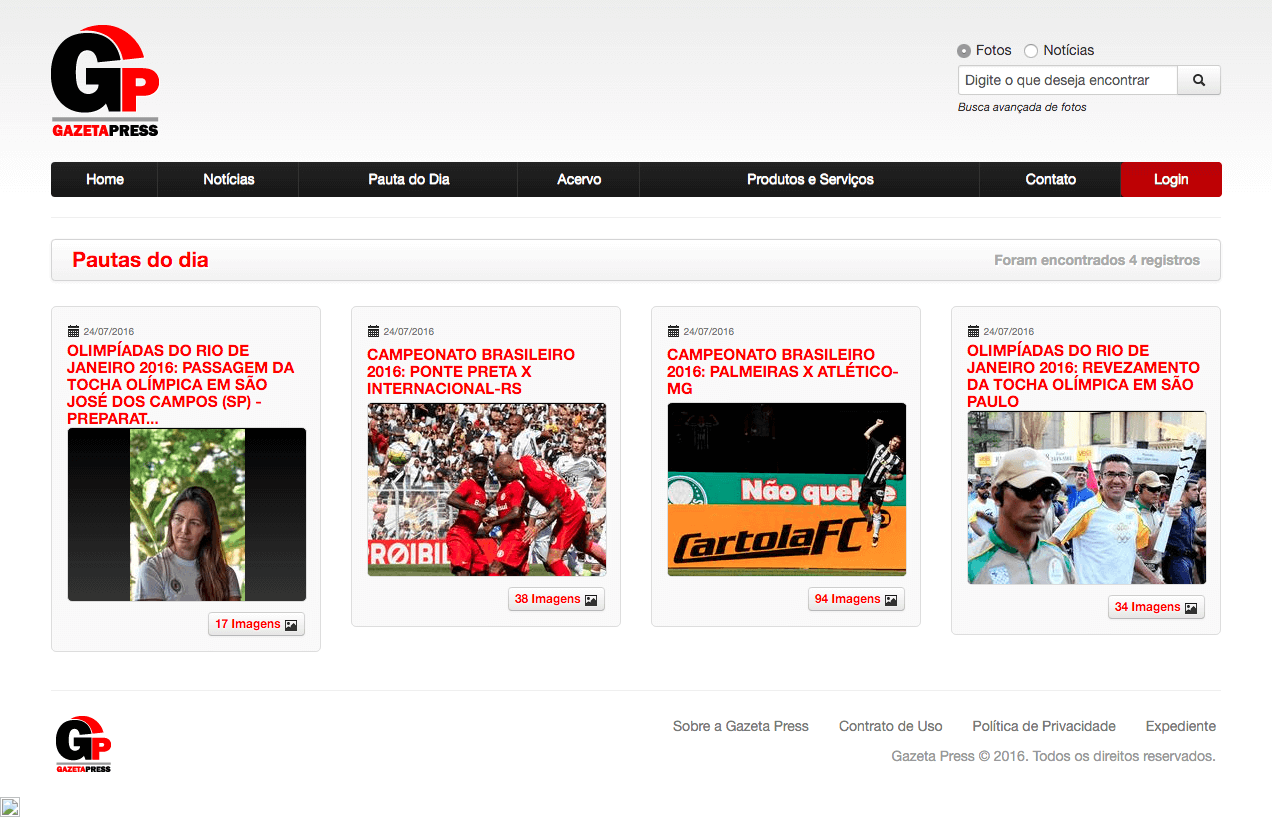 GP
GAZETAPRESS
Fotos Notícias
Digite o que deseja encontrar
Busca avançada de fotos
Home Notícias Pauta do Dia Acervo Produtos e Serviços Contato Login
Pautas do dia Foram encontrados 4 registros
24/07/2016
OLIMPÍADAS DO RIO DE
JANEIRO 2016: PASSAGEM DA
TOCHA OLÍMPICA EM SÃO
JOSÉ DOS CAMPOS (SP) -
PREPARAT...
17 Imagens
24/07/2016
CAMPEONATO BRASILEIRO
2016: PONTE PRETA X
INTERNACIONAL-RS
ROIBI
38 Imagens
24/07/2016
CAMPEONATO BRASILEIRO
2016: PALMEIRAS X ATLÉTICO-
MG
Não quel e
CartolaFC
94 Imagens
24/07/2016
OLIMPÍADAS DO RIO DE
JANEIRO 2016: REVEZAMENTO
DA TOCHA OLÍMPICA EM SÃO
PAULO
34 Imagens
GP
GAZETAPRESS
Sobre a Gazeta Press Contrato de Uso Política de Privacidade Expediente
Gazeta Press © 2016. Todos os direitos reservados.